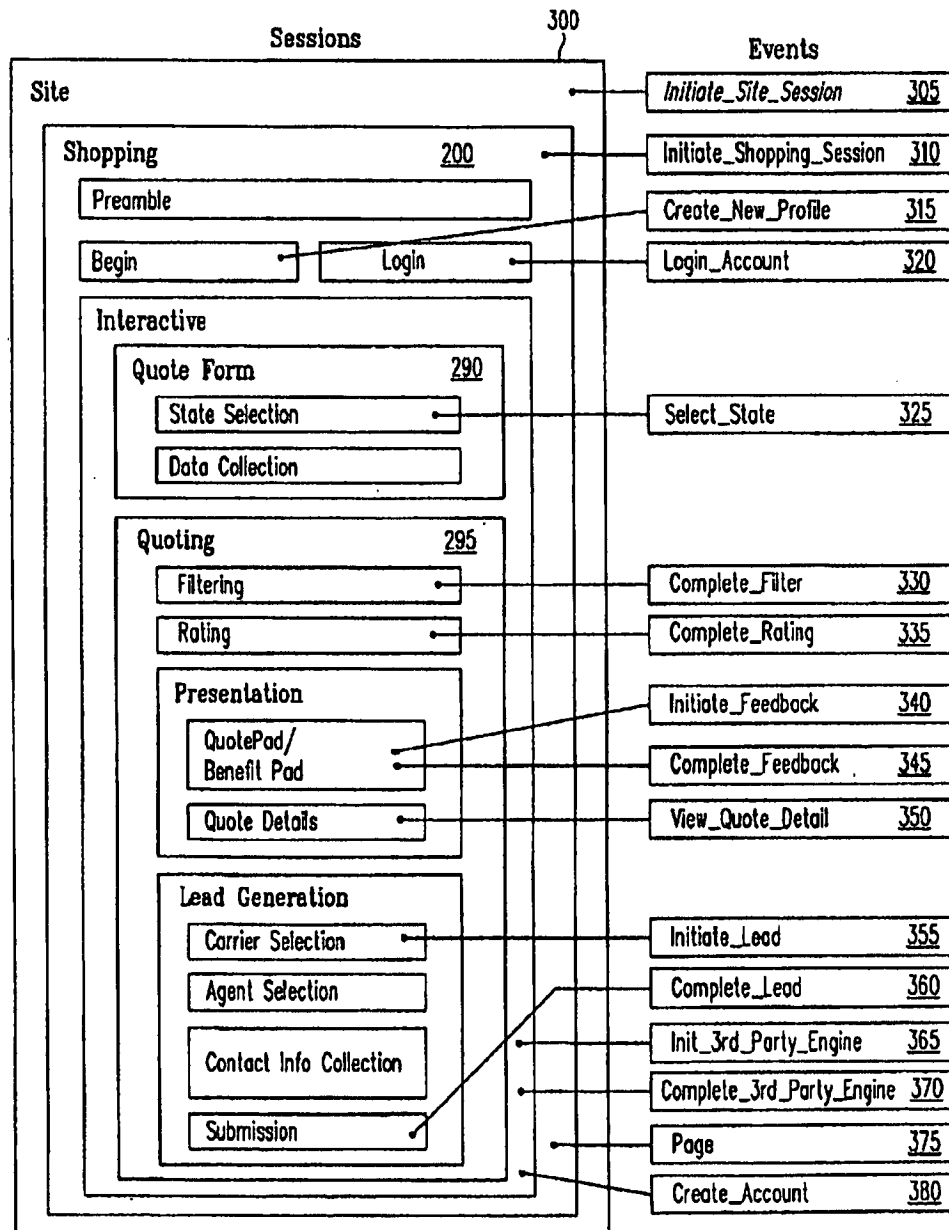 300
Sessions
Events
Site
Initiate_Site_Session 305
Shopping 200
Initiate_Shopping_Session 310
Preamble
Create_New_Profile 315
Begin
Login
Login_Account 320
Interactive
Quote Form 290
State Selection
Select_State 325
Data Collection
Quoting 295
Filtering
Complete_Filter 330
Rating
Complete_Rating 335
Presentation
Initiate_Feedback 340
QuotePad/
Benefit Pad
Complete_Feedback 345
Quote Details
View_Quote_Detail 350
Lead Generation
Carrier Selection
Initiate_Lead 355
Agent Selection
Complete_Lead 360
Contact Info Collection
Init_3rd_Party_Engine 365
Complete_3rd_Party_Engine 370
Submission
Page 375
Create_Account 380